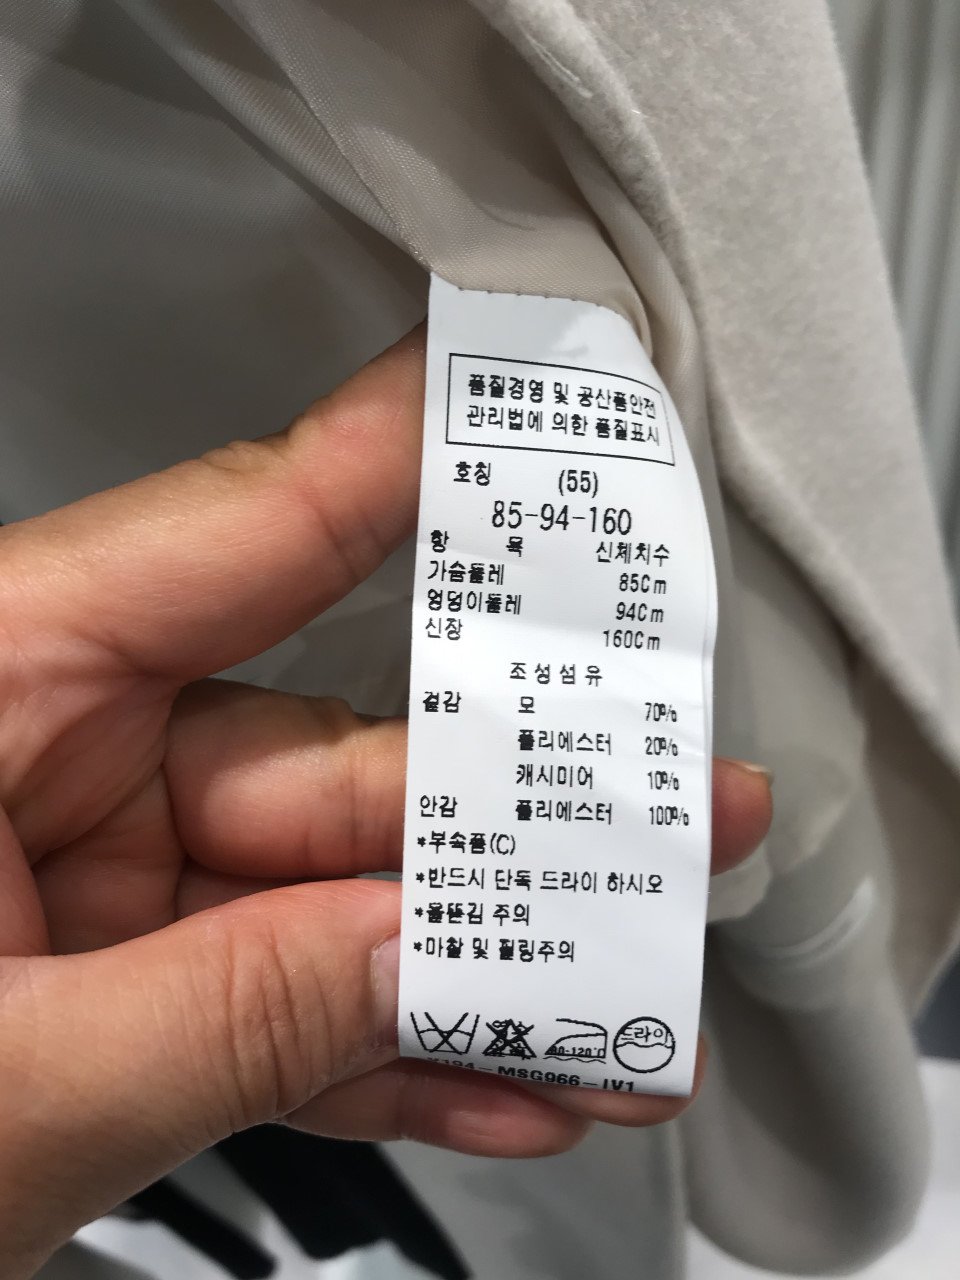 품질경영 및 공산품안전
관리법에 의한 품질표시
호칭 (55)
85-94-160
항 목 신체치수
가슴둘레 85Cm
엉덩이둘레 94Cm
신장 160Cm
조성섬유
겉감 모 70%
폴리에스터 20%
캐시미어 10%
안감 폴리에스터 100%
*부속품(C)
*반드시 단독 드라이 하시오
*올뜯김 주의
*마찰 및 필링주의
80-120℃ 드라이
MSG966-IV1